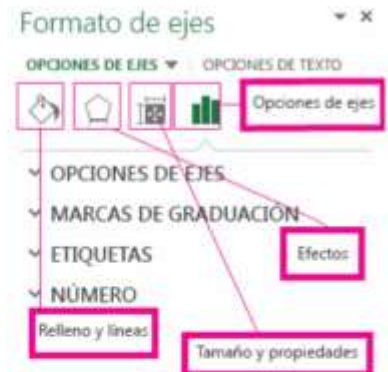 Formato de ejes
OPCIONES DE EJES OPCIONES DE TEXTO
Opciones de ejes
OPCIONES DE EJES
MARCAS DE GRADUACIÓN
ETIQUETAS
Efectos
NÚMERO
Relleno y líneas
Tamaño y propiedades